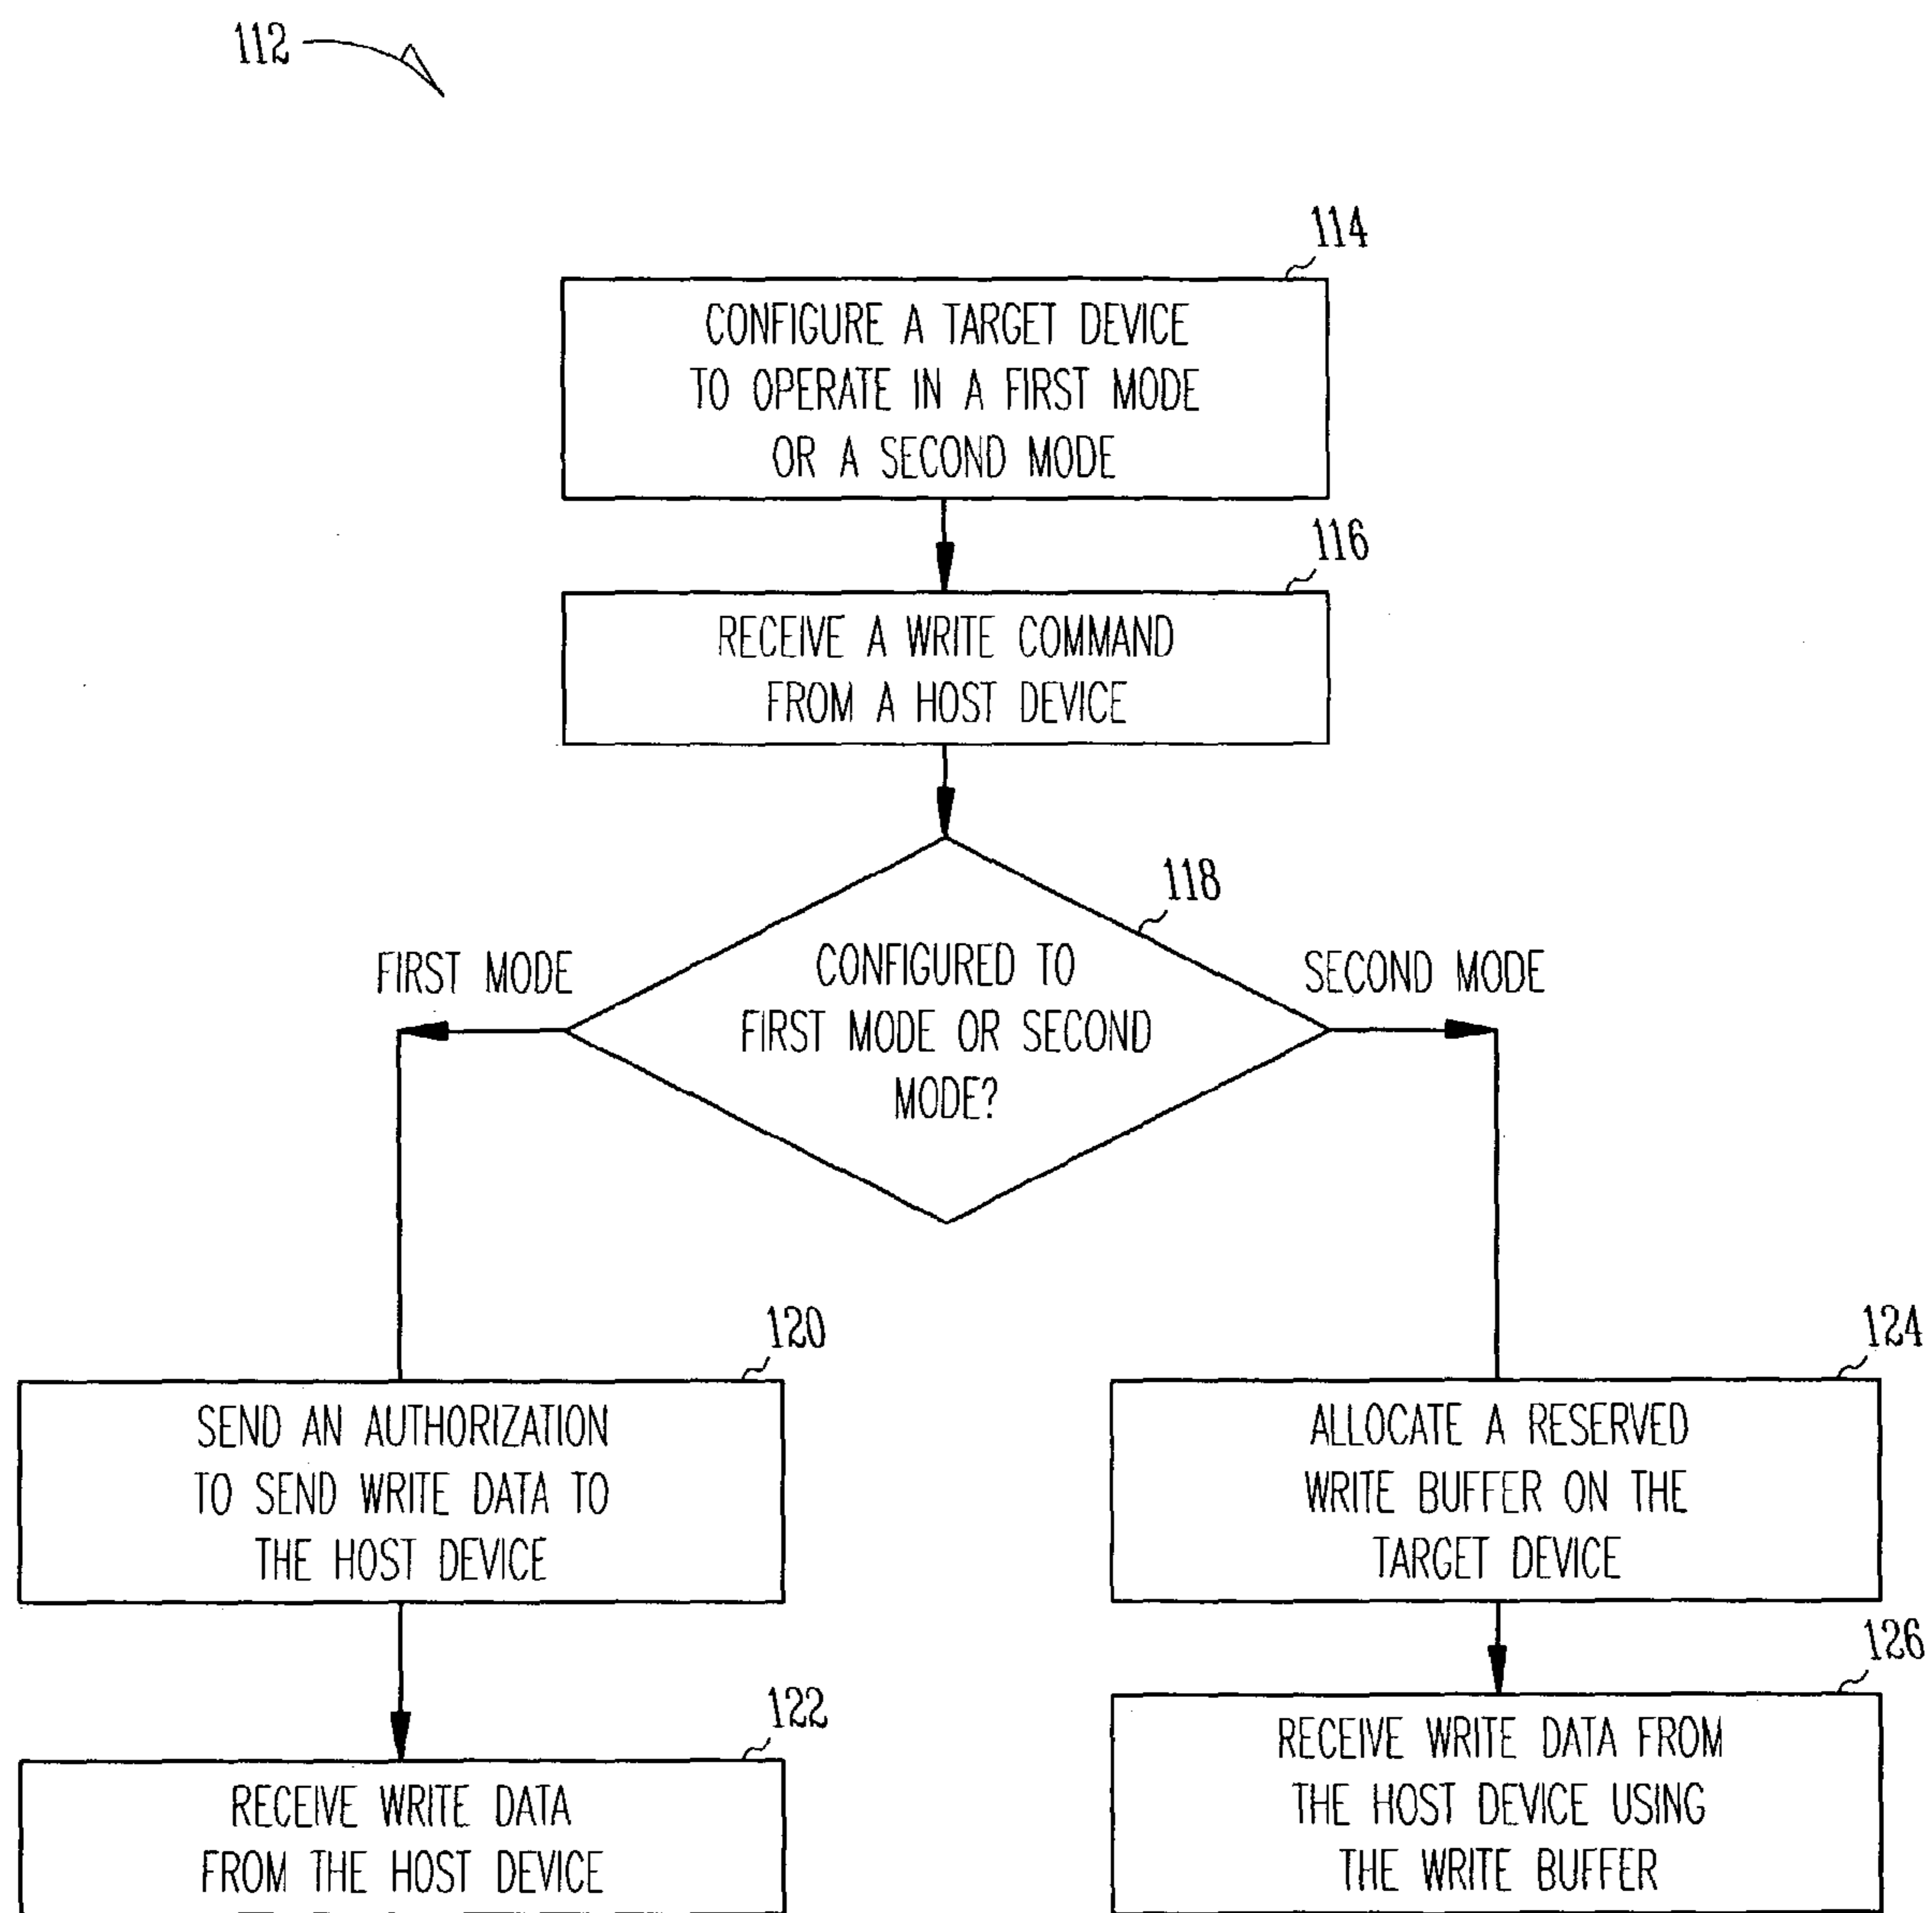 112
114
CONFIGURE A TARGET DEVICE
TO OPERATE IN A FIRST MODE
OR A SECOND MODE
116
RECEIVE A WRITE COMMAND
FROM A HOST DEVICE
118
CONFIGURED TO
FIRST MODE OR SECOND
MODE?
FIRST MODE
SECOND MODE
120
SEND AN AUTHORIZATION
TO SEND WRITE DATA TO
THE HOST DEVICE
122
RECEIVE WRITE DATA
FROM THE HOST DEVICE
124
ALLOCATE A RESERVED
WRITE BUFFER ON THE
TARGET DEVICE
126
RECEIVE WRITE DATA FROM
THE HOST DEVICE USING
THE WRITE BUFFER